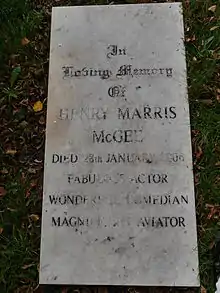 In
Loving Memory
Of
HENRY MARRIS
McGEE
DIED 28th JANUARY 2006
FABULOUS ACTOR
WONDERFUL COMEDIAN
MAGNIFICENT AVIATOR